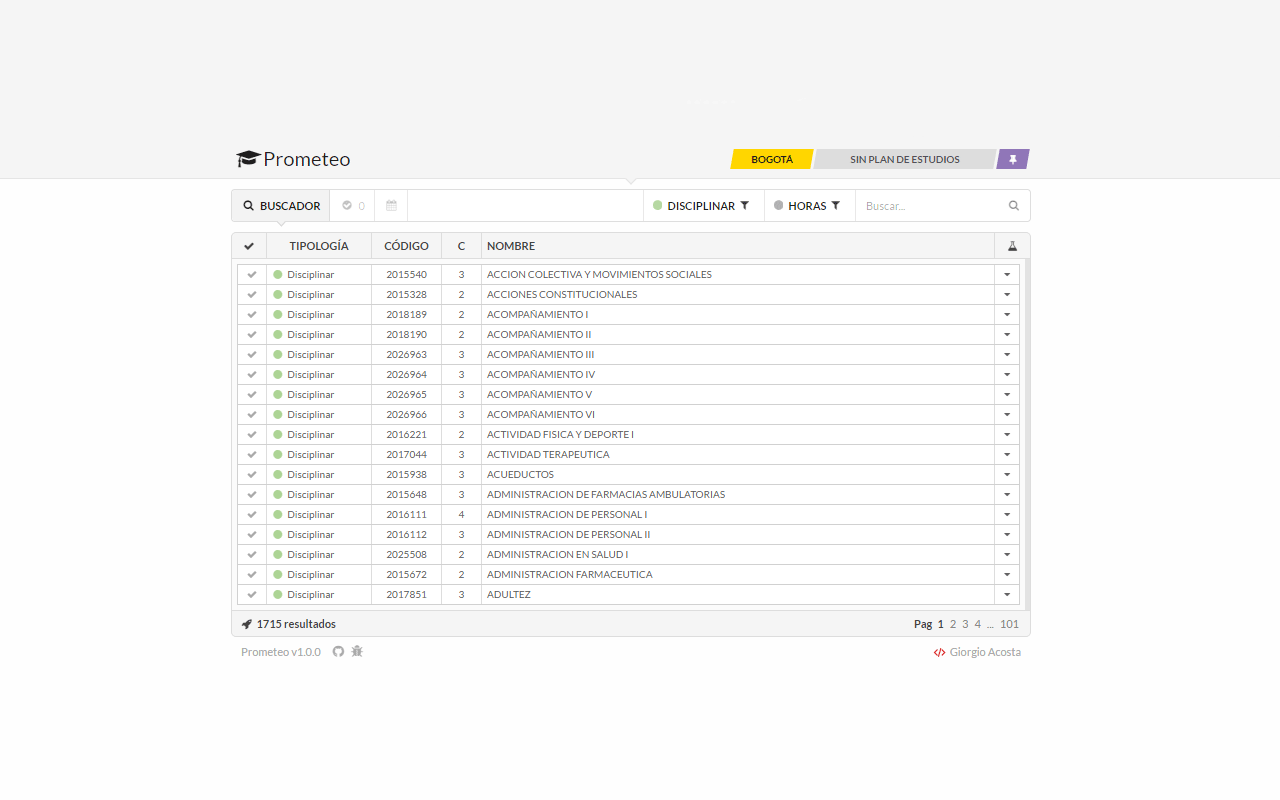 Prometeo
BOGOTÁ SIN PLAN DE ESTUDIOS
BUSCADOR 0 DISCIPLINAR HORAS Buscar...
TIPOLOGÍA CÓDIGO C NOMBRE
Disciplinar 2015540 3 ACCION COLECTIVA Y MOVIMIENTOS SOCIALES
Disciplinar 2015328 2 ACCIONES CONSTITUCIONALES
Disciplinar 2018189 2 ACOMPAÑAMIENTO I
Disciplinar 2018190 2 ACOMPAÑAMIENTO II
Disciplinar 2026963 3 ACOMPAÑAMIENTO III
Disciplinar 2026964 3 ACOMPAÑAMIENTO IV
Disciplinar 2026965 3 ACOMPAÑAMIENTO V
Disciplinar 2026966 3 ACOMPAÑAMIENTO VI
Disciplinar 2016221 2 ACTIVIDAD FISICA Y DEPORTE I
Disciplinar 2017044 3 ACTIVIDAD TERAPEUTICA
Disciplinar 2015938 3 ACUEDUCTOS
Disciplinar 2015648 3 ADMINISTRACION DE FARMACIAS AMBULATORIAS
Disciplinar 2016111 4 ADMINISTRACION DE PERSONAL I
Disciplinar 2016112 3 ADMINISTRACION DE PERSONAL II
Disciplinar 2025508 2 ADMINISTRACION EN SALUD I
Disciplinar 2015672 2 ADMINISTRACION FARMACEUTICA
Disciplinar 2017851 3 ADULTEZ
1715 resultados Pag 1 2 3 4 ... 101
Prometeo v1.0.0 Giorgio Acosta